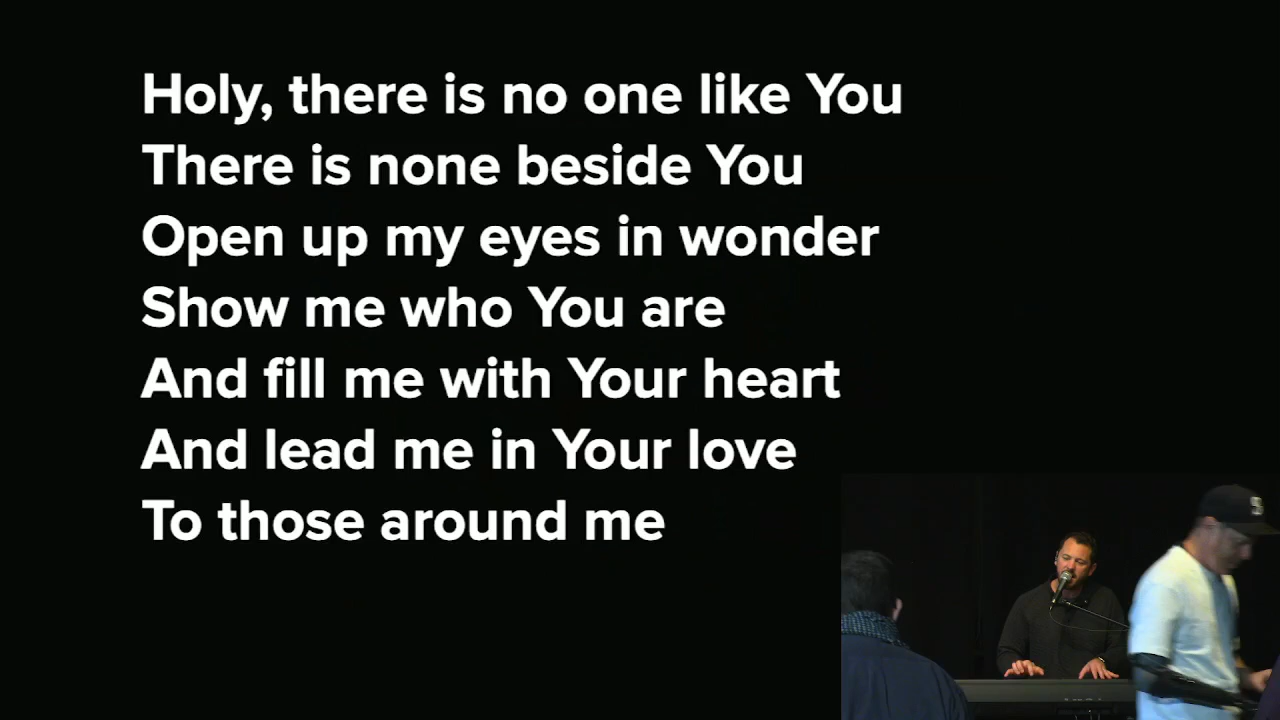 Holy, there is no one like You
There is none beside You
Open up my eyes in wonder
Show me who You are
And fill me with Your heart
And lead me in Your love
To those around me